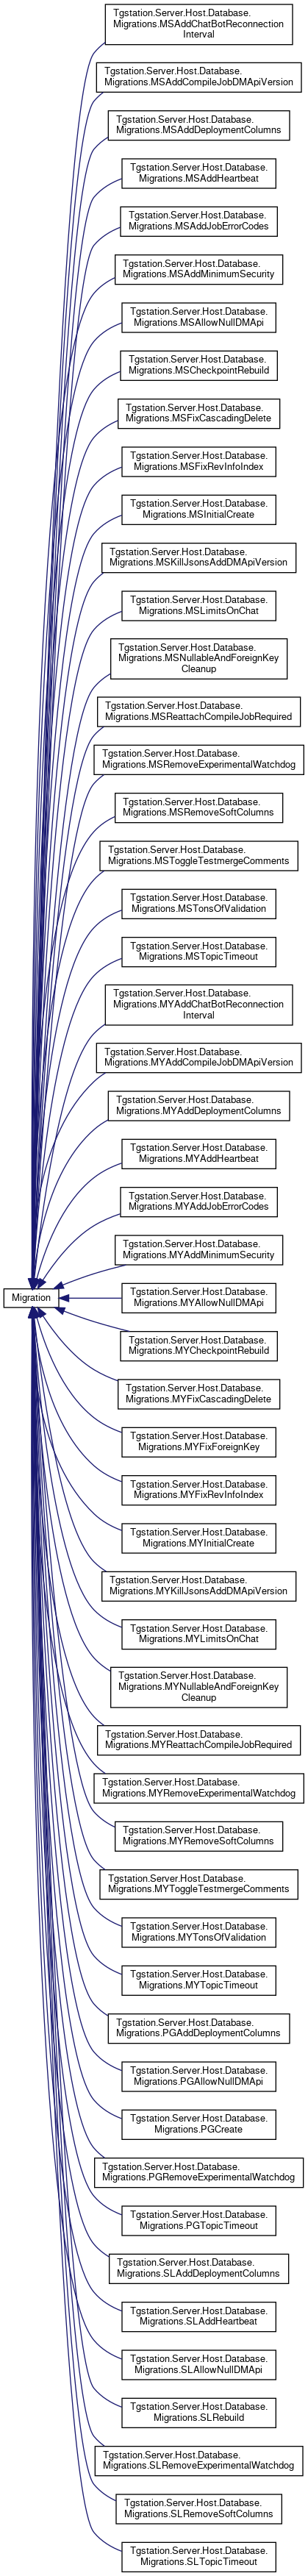 Tgstation.Server.Host.Database.
Migrations.MSAddChatBotReconnection
Interval
Tgstation.Server.Host.Database.
Migrations.MSAddCompileJobDMApiVersion
Tgstation.Server.Host.Database.
Migrations.MSAddDeploymentColumns
Tgstation.Server.Host.Database.
Migrations.MSAddHeartbeat
Tgstation.Server.Host.Database.
Migrations.MSAddJobErrorCodes
Tgstation.Server.Host.Database.
Migrations.MSAddMinimumSecurity
Tgstation.Server.Host.Database.
Migrations.MSAllowNullDMApi
Tgstation.Server.Host.Database.
Migrations.MSCheckpointRebuild
Tgstation.Server.Host.Database.
Migrations.MSFixCascadingDelete
Tgstation.Server.Host.Database.
Migrations.MSFixRevInfoIndex
Tgstation.Server.Host.Database.
Migrations.MSInitialCreate
Tgstation.Server.Host.Database.
Migrations.MSKillJsonsAddDMApiVersion
Tgstation.Server.Host.Database.
Migrations.MSLimitsOnChat
Tgstation.Server.Host.Database.
Migrations.MSNullableAndForeignKey
Cleanup
Tgstation.Server.Host.Database.
Migrations.MSReattachCompileJobRequired
Tgstation.Server.Host.Database.
Migrations.MSRemoveExperimentalWatchdog
Tgstation.Server.Host.Database.
Migrations.MSRemoveSoftColumns
Tgstation.Server.Host.Database.
Migrations.MSToggleTestmergeComments
Tgstation.Server.Host.Database.
Migrations.MSTonsOfValidation
Tgstation.Server.Host.Database.
Migrations.MSTopicTimeout
Tgstation.Server.Host.Database.
Migrations.MYAddChatBotReconnection
Interval
Tgstation.Server.Host.Database.
Migrations.MYAddCompileJobDMApiVersion
Tgstation.Server.Host.Database.
Migrations.MYAddDeploymentColumns
Tgstation.Server.Host.Database.
Migrations.MYAddHeartbeat
Tgstation.Server.Host.Database.
Migrations.MYAddJobErrorCodes
Tgstation.Server.Host.Database.
Migrations.MYAddMinimumSecurity
Migration
Tgstation.Server.Host.Database.
Migrations.MYAllowNullDMApi
Tgstation.Server.Host.Database.
Migrations.MYCheckpointRebuild
Tgstation.Server.Host.Database.
Migrations.MYFixCascadingDelete
Tgstation.Server.Host.Database.
Migrations.MYFixForeignKey
Tgstation.Server.Host.Database.
Migrations.MYFixRevInfoIndex
Tgstation.Server.Host.Database.
Migrations.MYInitialCreate
Tgstation.Server.Host.Database.
Migrations.MYKillJsonsAddDMApiVersion
Tgstation.Server.Host.Database.
Migrations.MYLimitsOnChat
Tgstation.Server.Host.Database.
Migrations.MYNullableAndForeignKey
Cleanup
Tgstation.Server.Host.Database.
Migrations.MYReattachCompileJobRequired
Tgstation.Server.Host.Database.
Migrations.MYRemoveExperimentalWatchdog
Tgstation.Server.Host.Database.
Migrations.MYRemoveSoftColumns
Tgstation.Server.Host.Database.
Migrations.MYToggleTestmergeComments
Tgstation.Server.Host.Database.
Migrations.MYTonsOfValidation
Tgstation.Server.Host.Database.
Migrations.MYTopicTimeout
Tgstation.Server.Host.Database.
Migrations.PGAddDeploymentColumns
Tgstation.Server.Host.Database.
Migrations.PGAllowNullDMApi
Tgstation.Server.Host.Database.
Migrations.PGCreate
Tgstation.Server.Host.Database.
Migrations.PGRemoveExperimentalWatchdog
Tgstation.Server.Host.Database.
Migrations.PGTopicTimeout
Tgstation.Server.Host.Database.
Migrations.SLAddDeploymentColumns
Tgstation.Server.Host.Database.
Migrations.SLAddHeartbeat
Tgstation.Server.Host.Database.
Migrations.SLAllowNullDMApi
Tgstation.Server.Host.Database.
Migrations.SLRebuild
Tgstation.Server.Host.Database.
Migrations.SLRemoveExperimentalWatchdog
Tgstation.Server.Host.Database.
Migrations.SLRemoveSoftColumns
Tgstation.Server.Host.Database.
Migrations.SLTopicTimeout